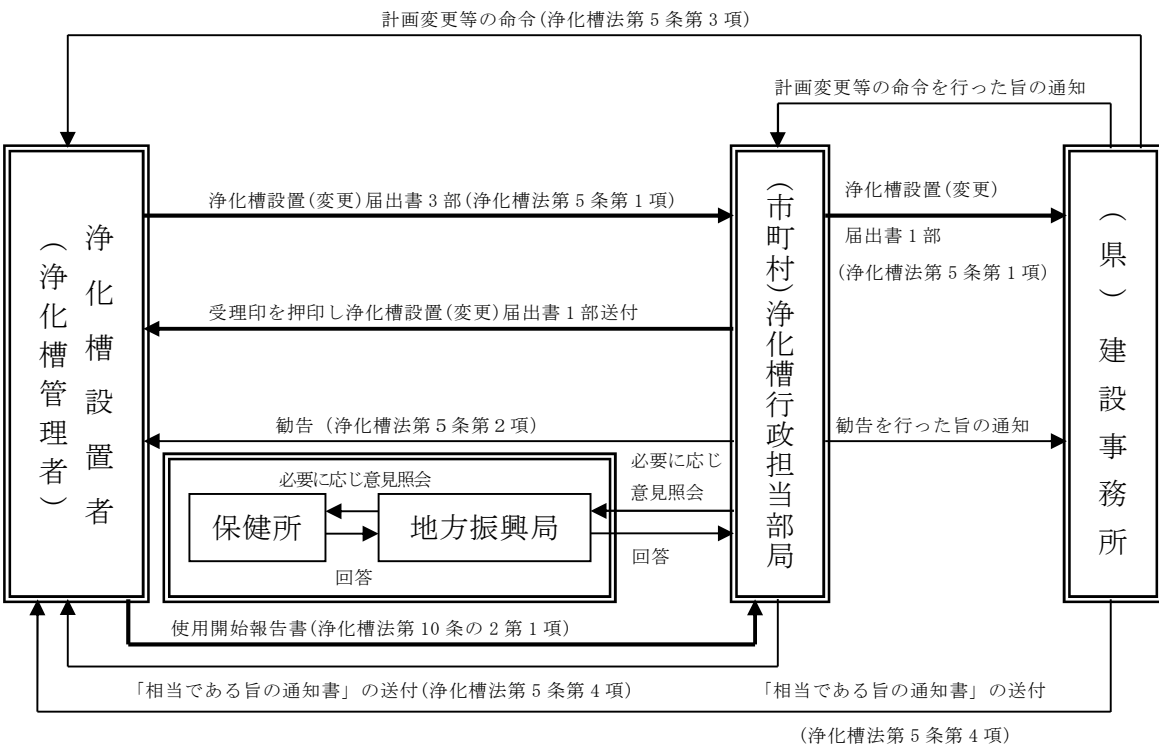 計画変更等の命令(浄化槽法第5条第3項)
計画変更等の命令を行った旨の通知
浄化槽設置者
(浄化槽管理者)
浄化槽設置(変更)届出書3部(浄化槽法第5条第1項)
(市町村)浄化槽行政担当部局
浄化槽設置(変更)
届出書1部
(浄化槽法第5条第1項)
(県)建設事務所
受理印を押印し浄化槽設置(変更)届出書1部送付
勧告(浄化槽法第5条第2項)
勧告を行った旨の通知
必要に応じ意見照会
必要に応じ
意見照会
保健所
地方振興局
回答
回答
使用開始報告書(浄化槽法第10条の2第1項)
「相当である旨の通知書」の送付(浄化槽法第5条第4項)
「相当である旨の通知書」の送付
(浄化槽法第5条第4項)